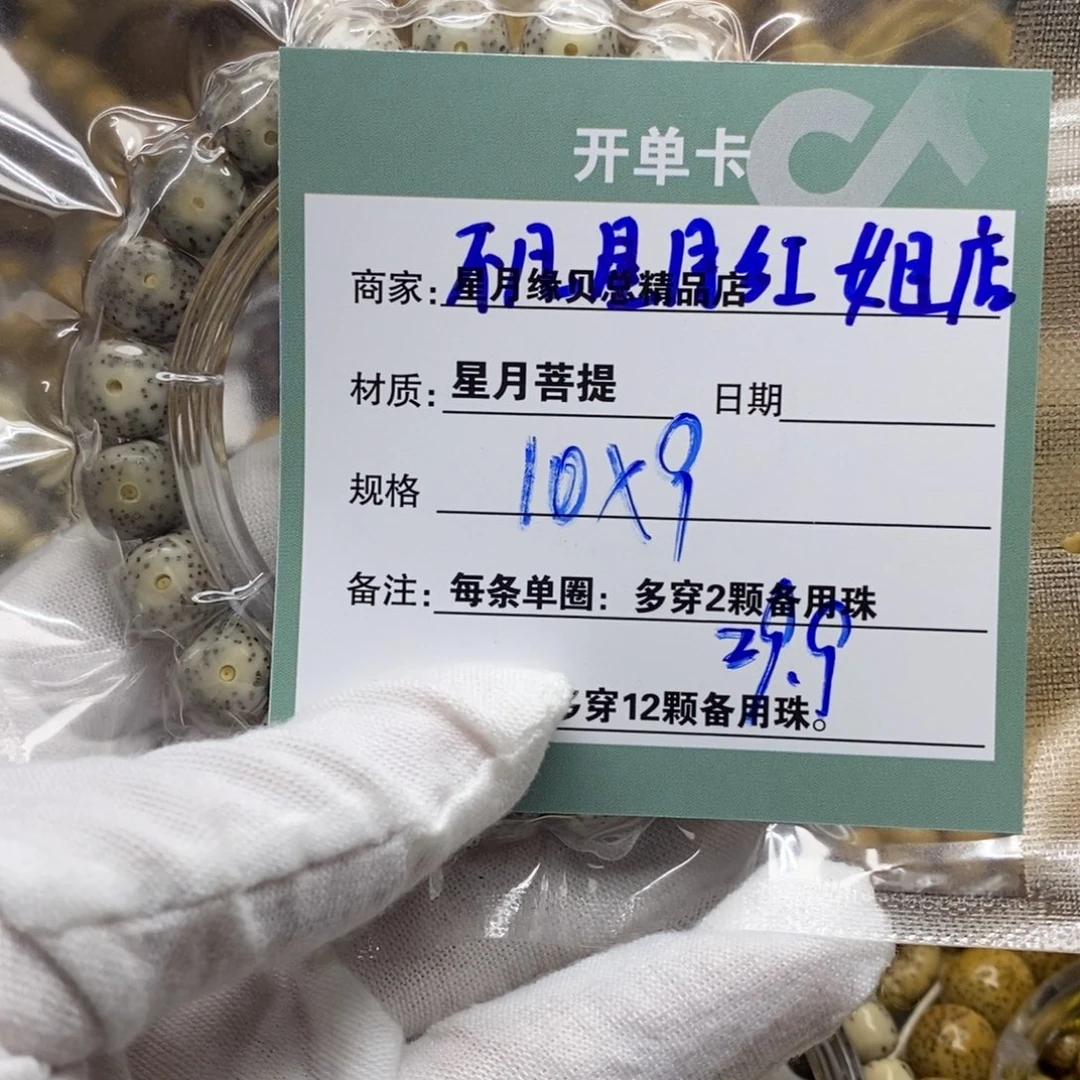 开单卡
商家：星月缘贝总精品店
星月红姐店
材质：星月菩提 日期
规格 10X9
备注：每条单圈：多穿2颗备用珠
29.9
多穿12颗备用珠。